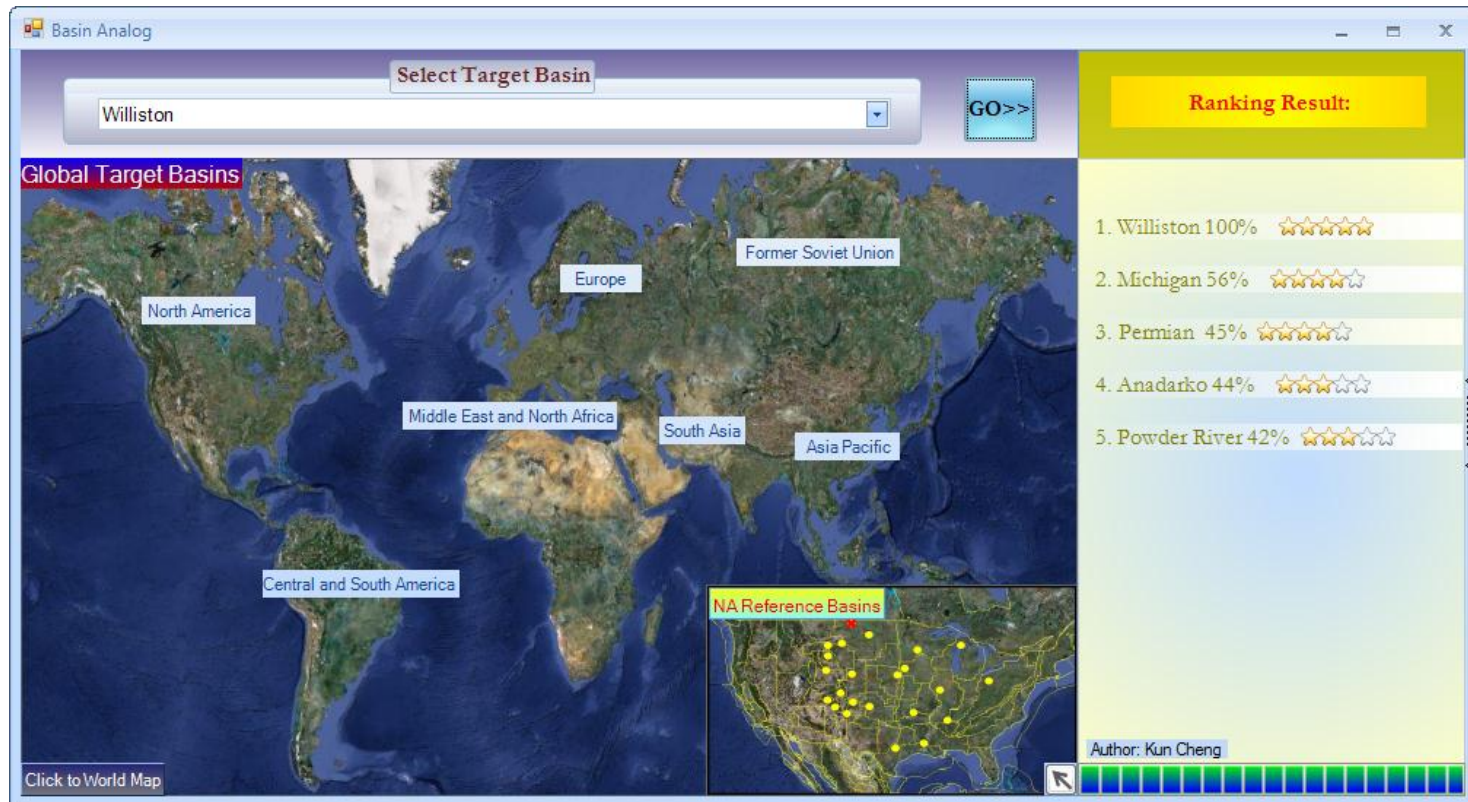 Basin Analog
Select Target Basin
Williston
GO>>
Ranking Result:
Global Target Basins
North America
Europe
Former Soviet Union
Middle East and North Africa
South Asia
Asia Pacific
Central and South America
NA Reference Basins
Click to World Map
1. Williston 100%
2. Michigan 56%
3. Permian 45%
4. Anadarko 44%
5. Powder River 42%
Author: Kun Cheng